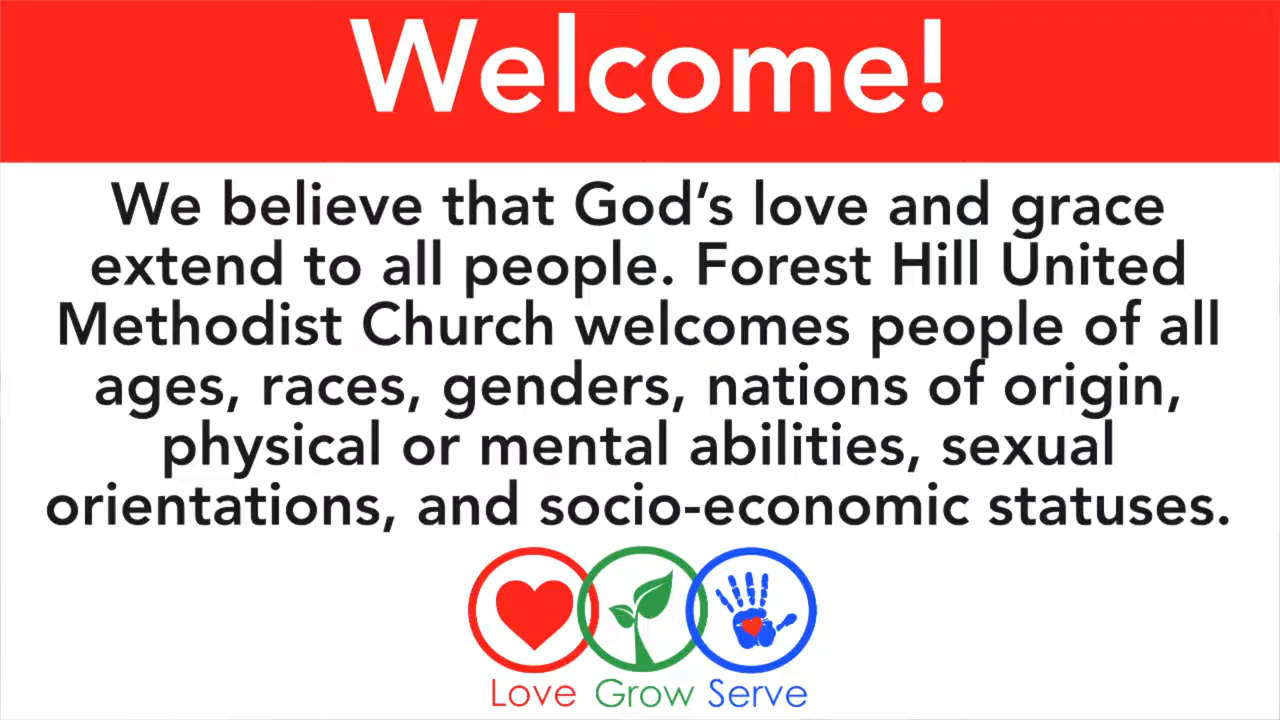 Welcome!
We believe that God’s love and grace
extend to all people. Forest Hill United
Methodist Church welcomes people of all
ages, races, genders, nations of origin,
physical or mental abilities, sexual
orientations, and socio-economic statuses.
Love Grow Serve